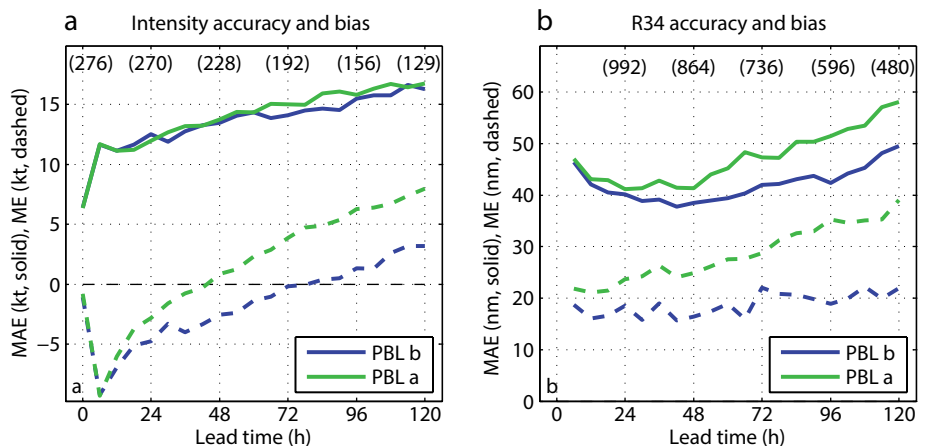 a
Intensity accuracy and bias
(276) (270) (228) (192) (156) (129)
MAE (kt, solid), ME (kt, dashed)
15
10
5
0
−5
PBL b
PBL a
a
0 24 48 72 96 120
Lead time (h)
b
R34 accuracy and bias
(992) (864) (736) (596) (480)
MAE (nm, solid), ME (nm, dashed)
60
50
40
30
20
10
0
PBL b
PBL a
b
0 24 48 72 96 120
Lead time (h)